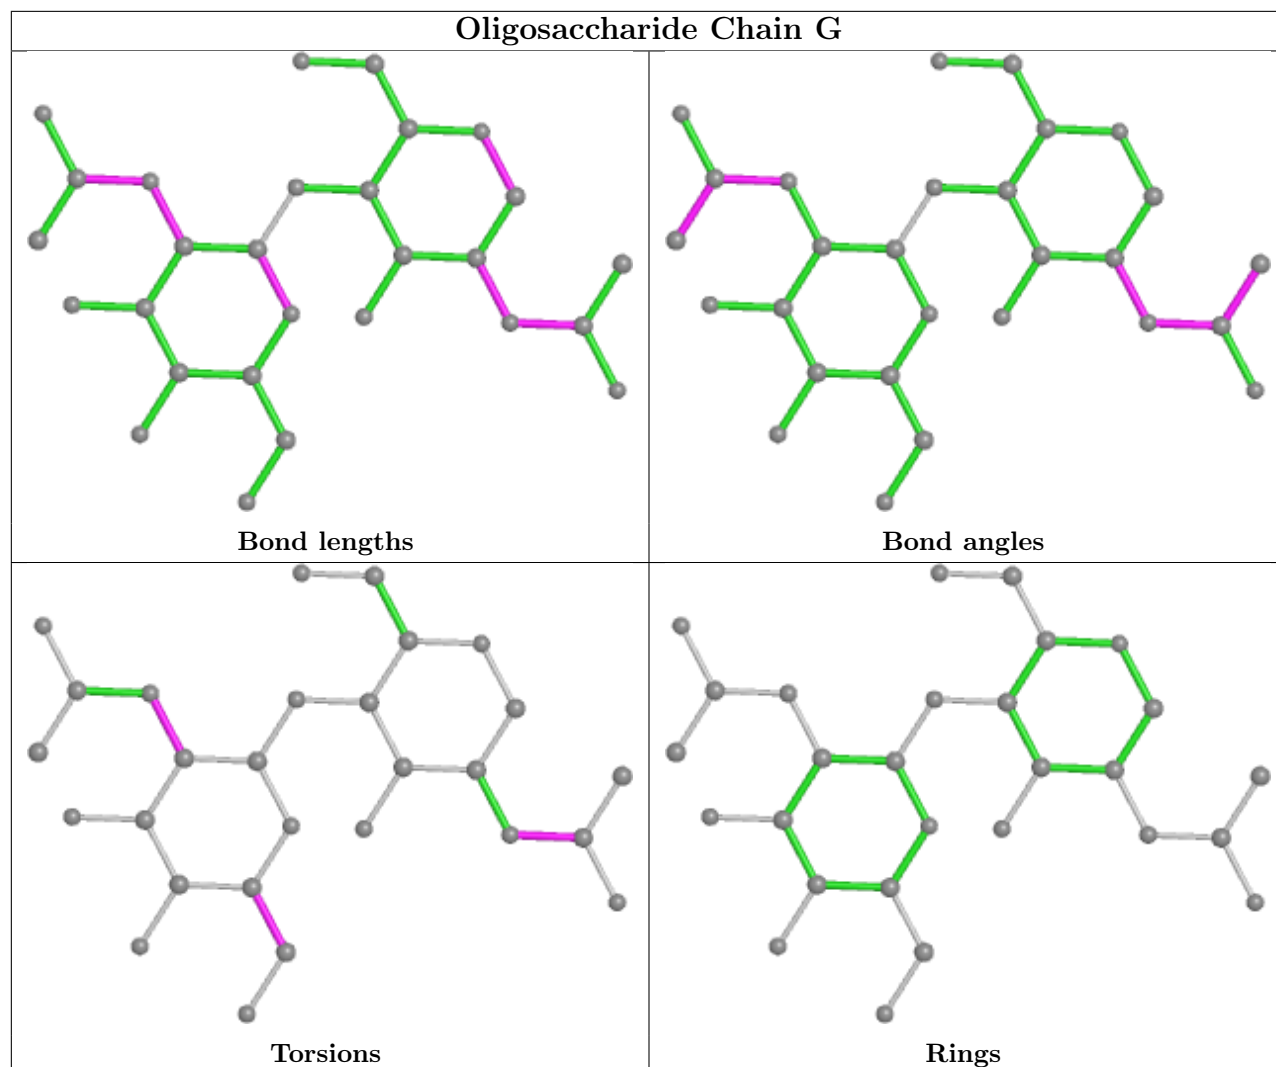 Oligosaccharide Chain G
Bond lengths
Bond angles
Torsions
Rings